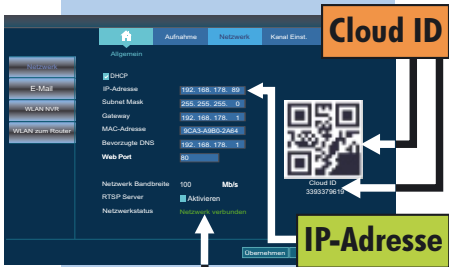 Cloud ID
Aufnahme Netzwerk Kanal Einst.
Allgemein
Netzwerk
E-Mail
WLAN NVR
WLAN zum Router
DHCP
IP-Adresse 192. 168. 178. 89
Subnet Mask 255. 255. 255. 0
Gateway 192. 168. 178. 1
MAC-Adresse 9CA3-A9B0-2A64
Bevorzugte DNS 192. 168. 178. 1
Web Port 80
Netzwerk Bandbreite 100 Mb/s
RTSP Server Aktivieren
Netzwerkstatus Netzwerk verbunden
Cloud ID
3393379619
IP-Adresse
Übernehmen